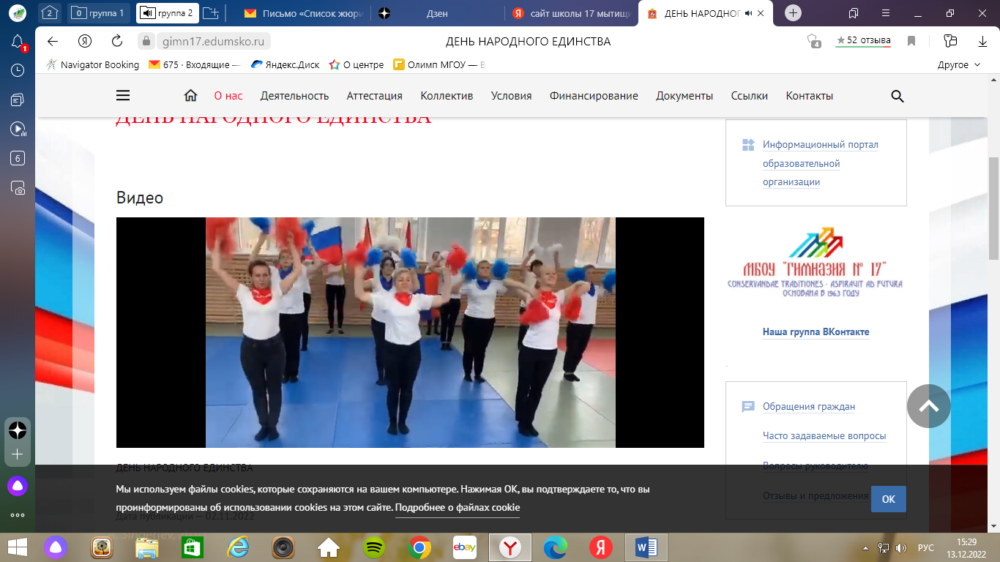 2
0 группа 1
группа 2
Письмо «Список жюри
Дзен
сайт школы 17 мытищи
ДЕНЬ НАРОДНОГ
1
gimn17.edumsko.ru
ДЕНЬ НАРОДНОГО ЕДИНСТВА
4
★ 52 отзыва
Navigator Booking
675 · Входящие —
Яндекс.Диск
О центре
Олимп МГОУ — В
Другое
О нас
Деятельность
Аттестация
Коллектив
Условия
Финансирование
Документы
Ссылки
Контакты
ДЕНЬ НАРОДНОГО ЕДИНСТВА
6
Видео
Информационный портал
образовательной
организации
МБОУ "ГИМНАЗИЯ № 17"
CONSERVANDAE TRADITIONES · ASPIRAVIT AD FUTURA
ОСНОВАНА В 1963 ГОДУ
Наша группа ВКонтакте
Обращения граждан
Часто задаваемые вопросы
Вопросы руководителю
Отзывы и предложения
ДЕНЬ НАРОДНОГО ЕДИНСТВА
Мы используем файлы cookies, которые сохраняются на вашем компьютере. Нажимая ОК, вы подтверждаете то, что вы
проинформированы об использовании cookies на этом сайте. Подробнее о файлах cookie
ОК
Дата публикации — 02.11.2022
ebay
РУС
15:29
13.12.2022